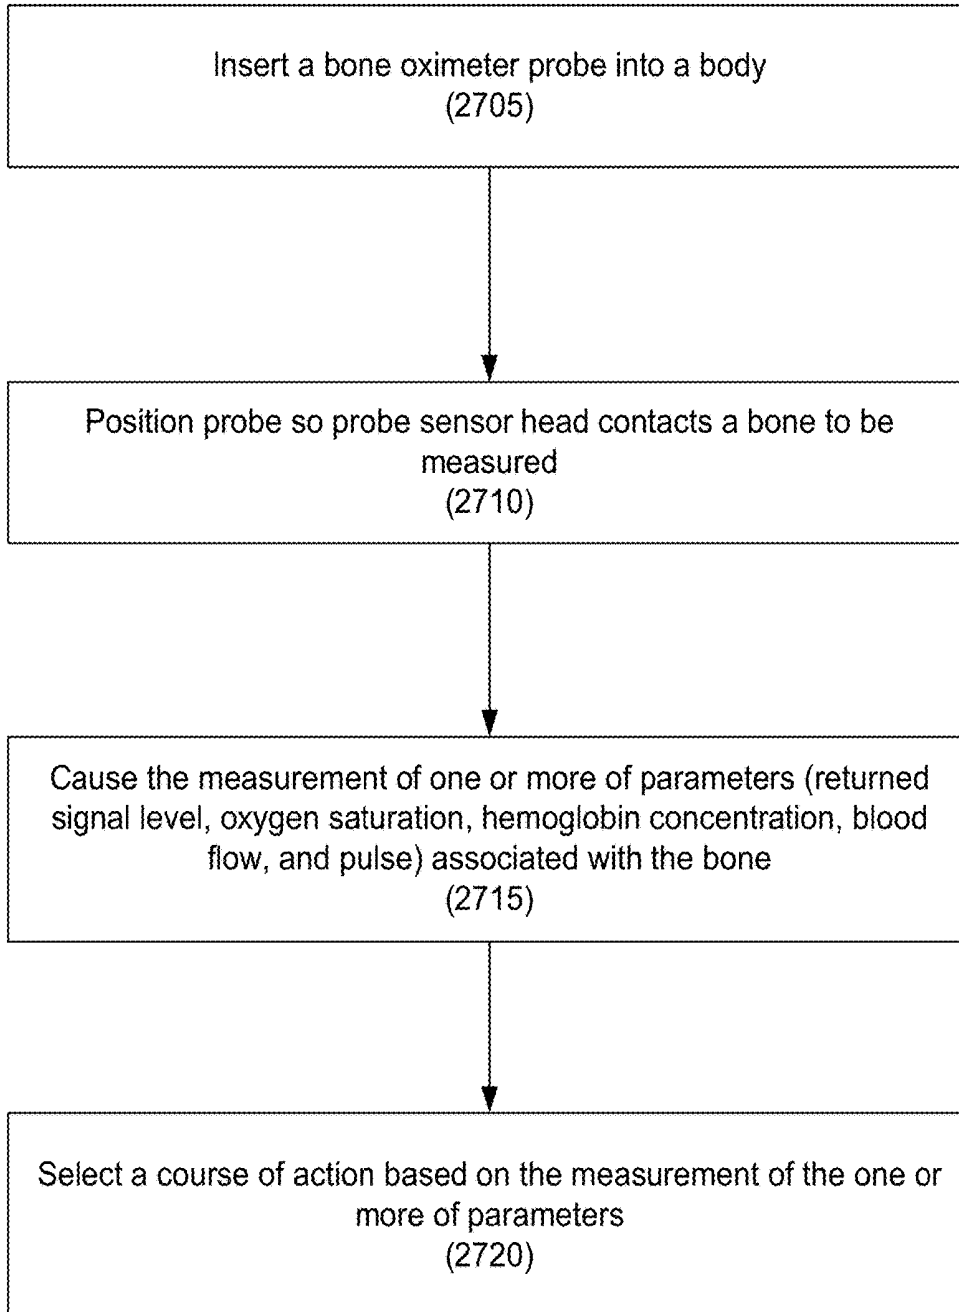 Insert a bone oximeter probe into a body
(2705)
Position probe so probe sensor head contacts a bone to be
measured
(2710)
Cause the measurement of one or more of parameters (returned
signal level, oxygen saturation, hemoglobin concentration, blood
flow, and pulse) associated with the bone
(2715)
Select a course of action based on the measurement of the one or
more of parameters
(2720)